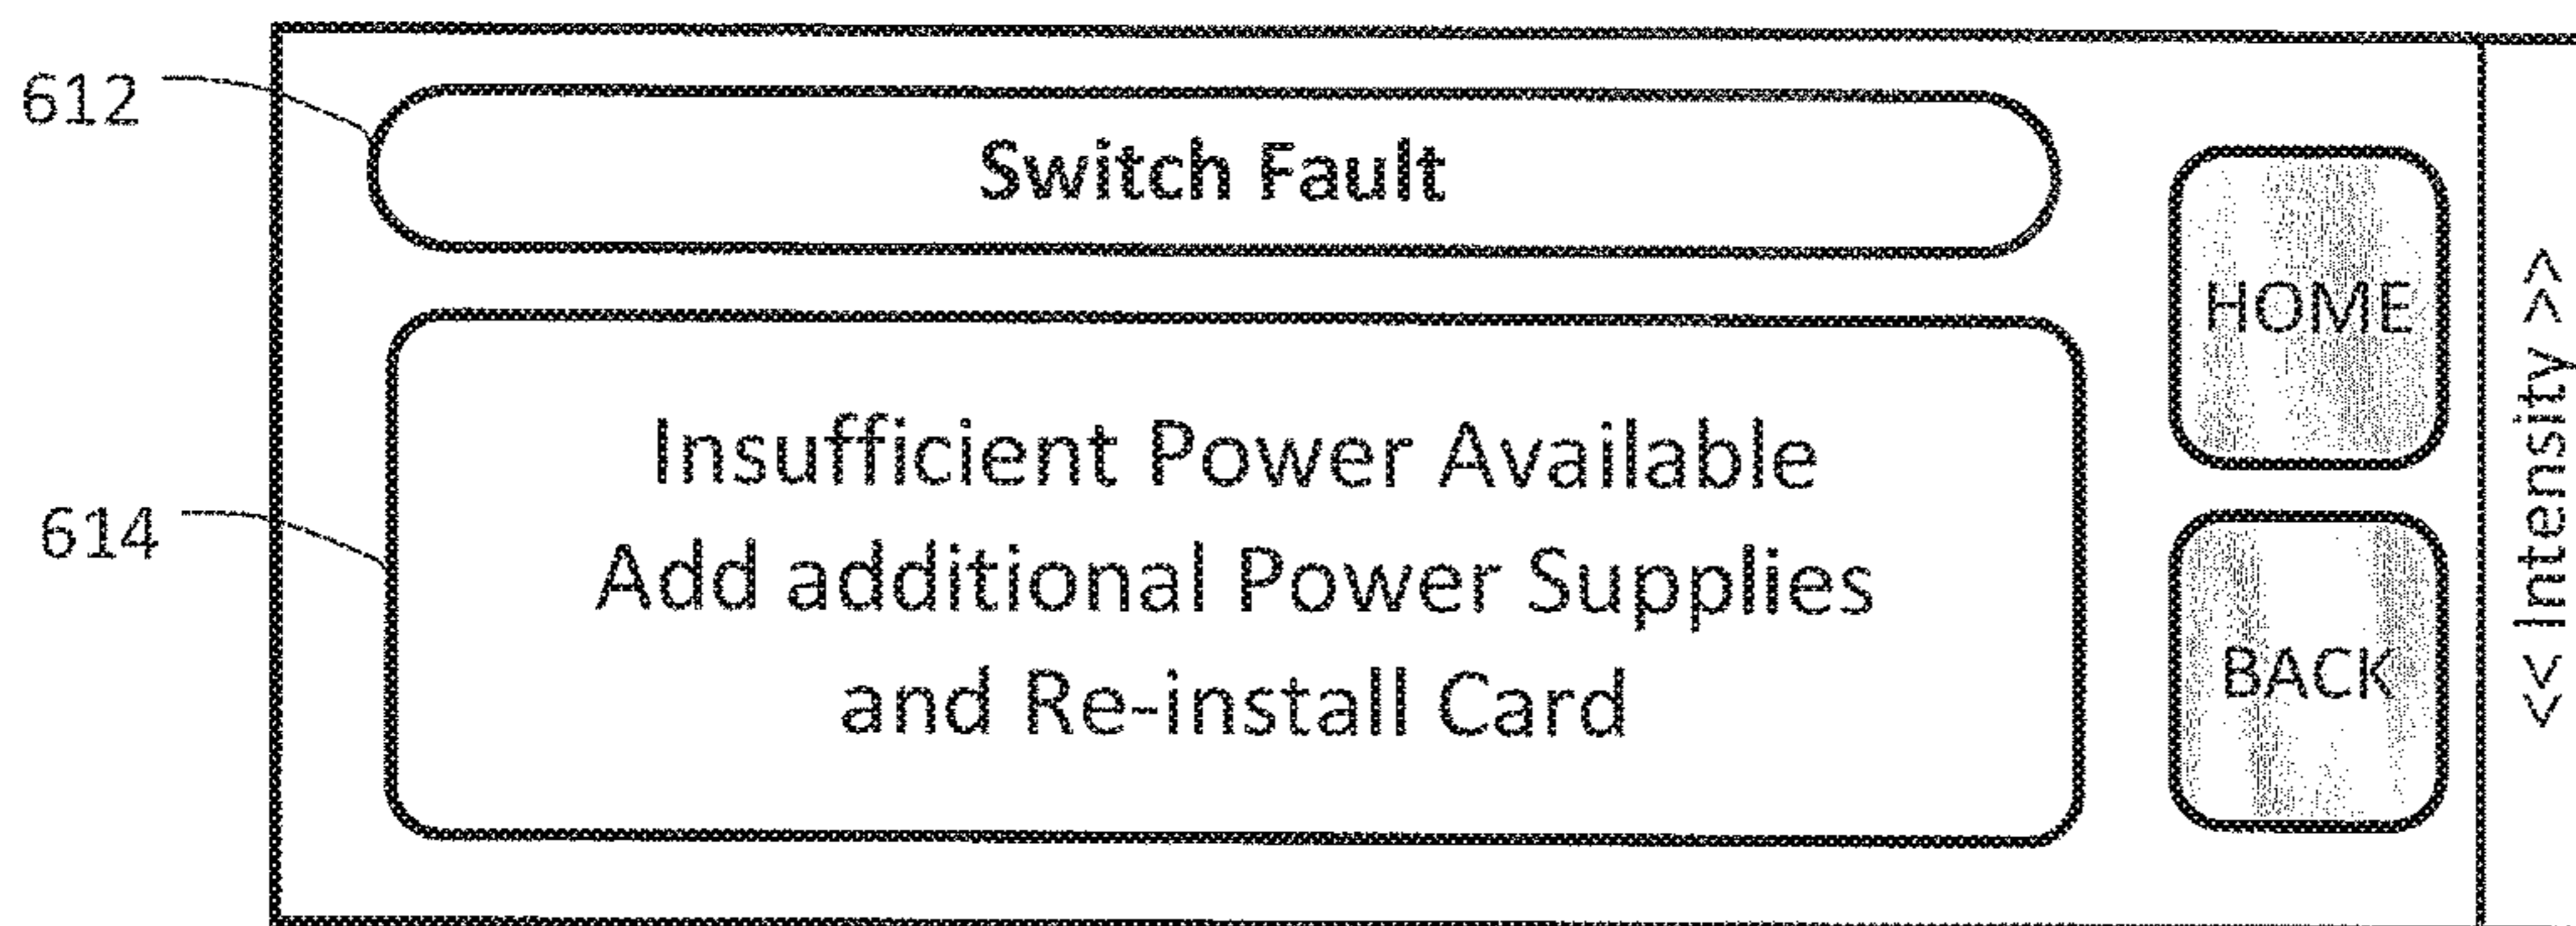 612
Switch Fault
HOME
614
Insufficient Power Available
Add additional Power Supplies
and Re-install Card
BACK
<< Intensity >>